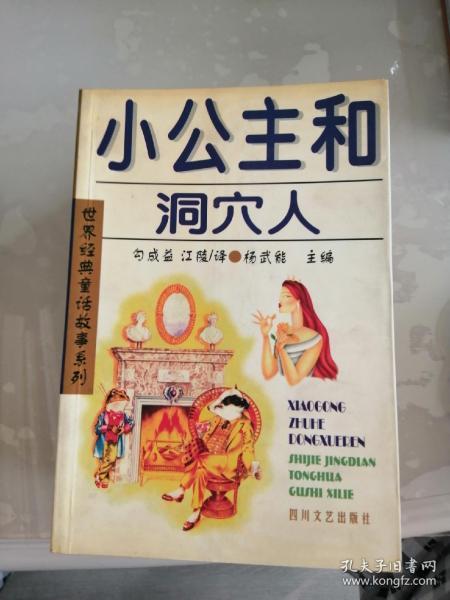 小公主和
洞穴人
勾成益 江陵/译●杨武能 主编
世界经典童话故事系列
XIAOGONG
ZHUHE
DONGXUEREN
SHIJIE JINGDIAN
TONGHUA
GUSHI XILIE
四川文艺出版社
孔夫子旧书网
www.kongfz.com